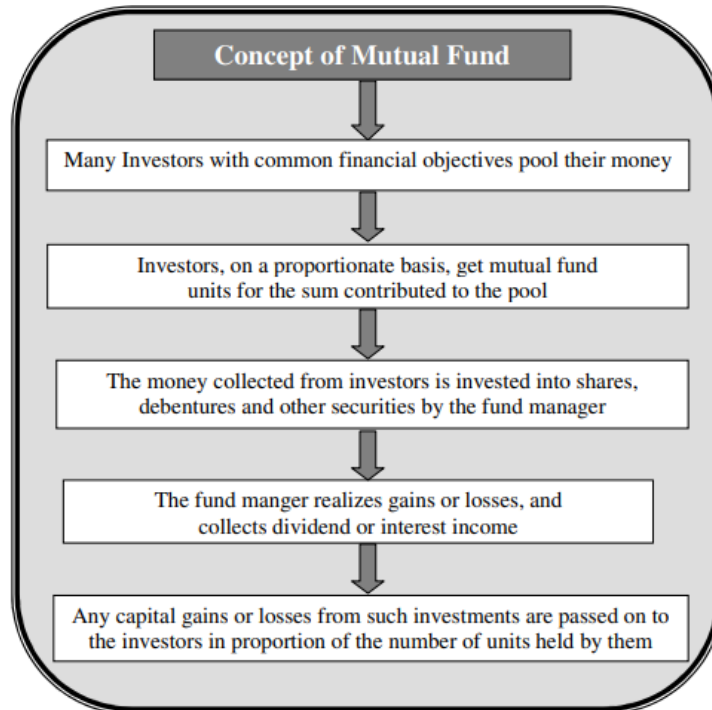 Concept of Mutual Fund
Many Investors with common financial objectives pool their money
Investors, on a proportionate basis, get mutual fund
units for the sum contributed to the pool
The money collected from investors is invested into shares,
debentures and other securities by the fund manager
The fund manger realizes gains or losses, and
collects dividend or interest income
Any capital gains or losses from such investments are passed on to
the investors in proportion of the number of units held by them